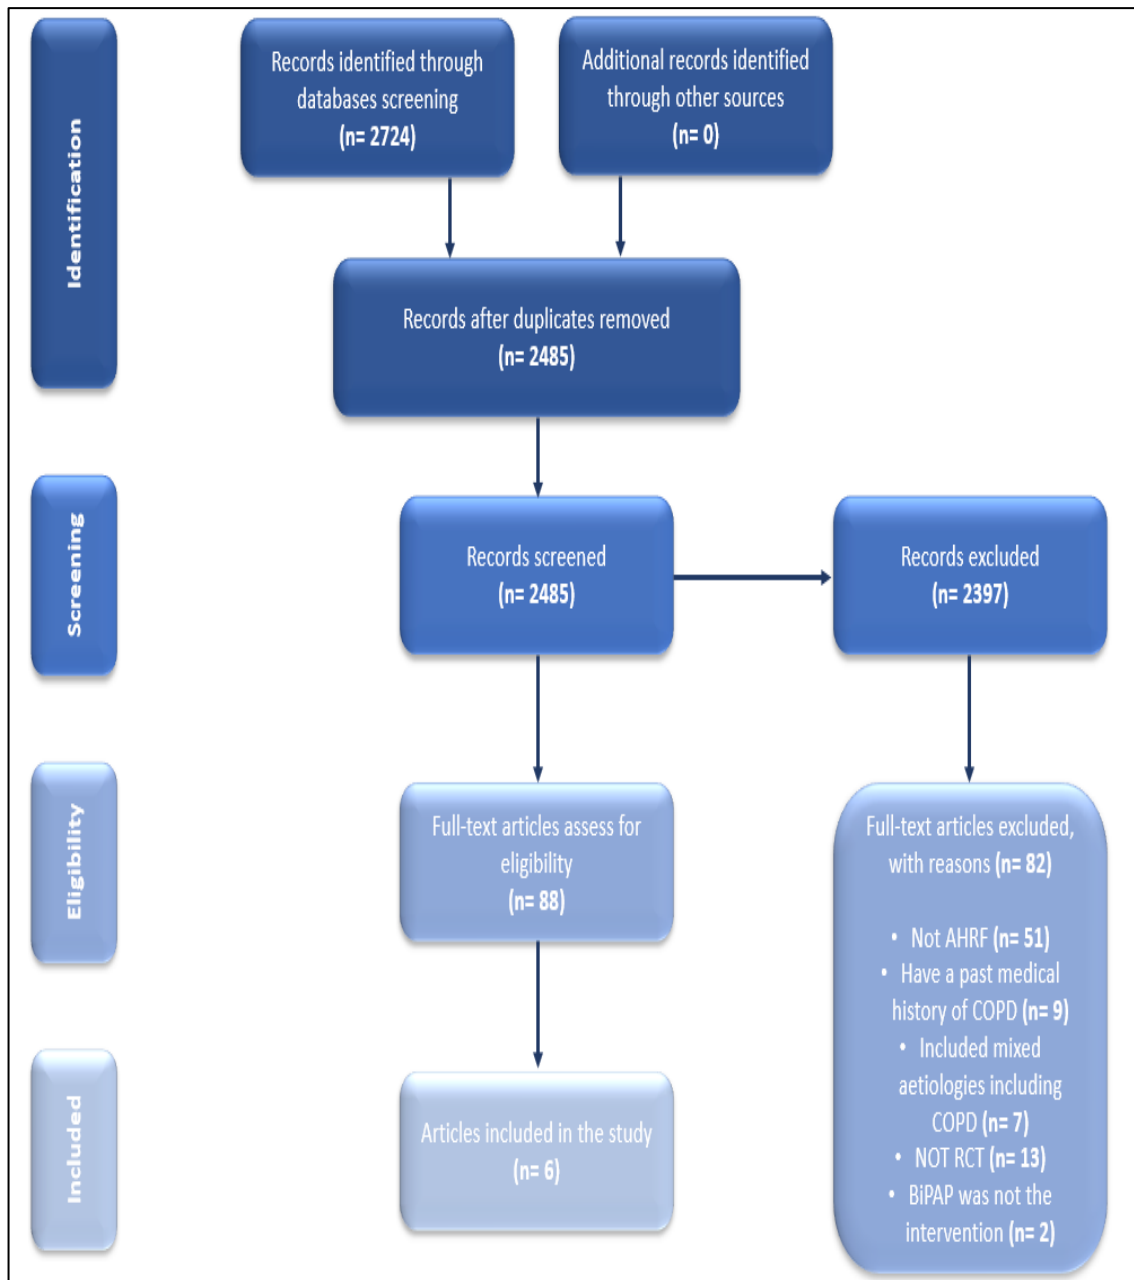 Identification
Records identified through
databases screening
(n= 2724)
Additional records identified
through other sources
(n= 0)
Records after duplicates removed
(n= 2485)
Screening
Records screened
(n= 2485)
Records excluded
(n= 2397)
Eligibility
Full-text articles assess for
eligibility
(n= 88)
Full-text articles excluded,
with reasons (n= 82)
• Not AHRF (n= 51)
• Have a past medical
history of COPD (n= 9)
• Included mixed
aetiologies including
COPD (n= 7)
• NOT RCT (n= 13)
• BiPAP was not the
intervention (n= 2)
Included
Articles included in the study
(n= 6)